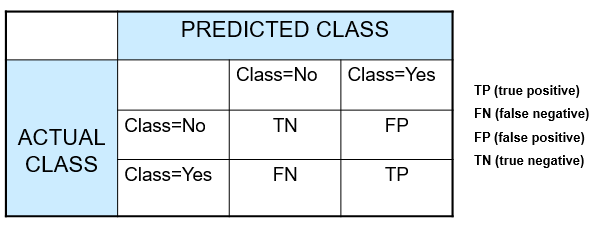 PREDICTED CLASS
Class=No Class=Yes
ACTUAL CLASS
Class=No TN FP
Class=Yes FN TP
TP (true positive)
FN (false negative)
FP (false positive)
TN (true negative)